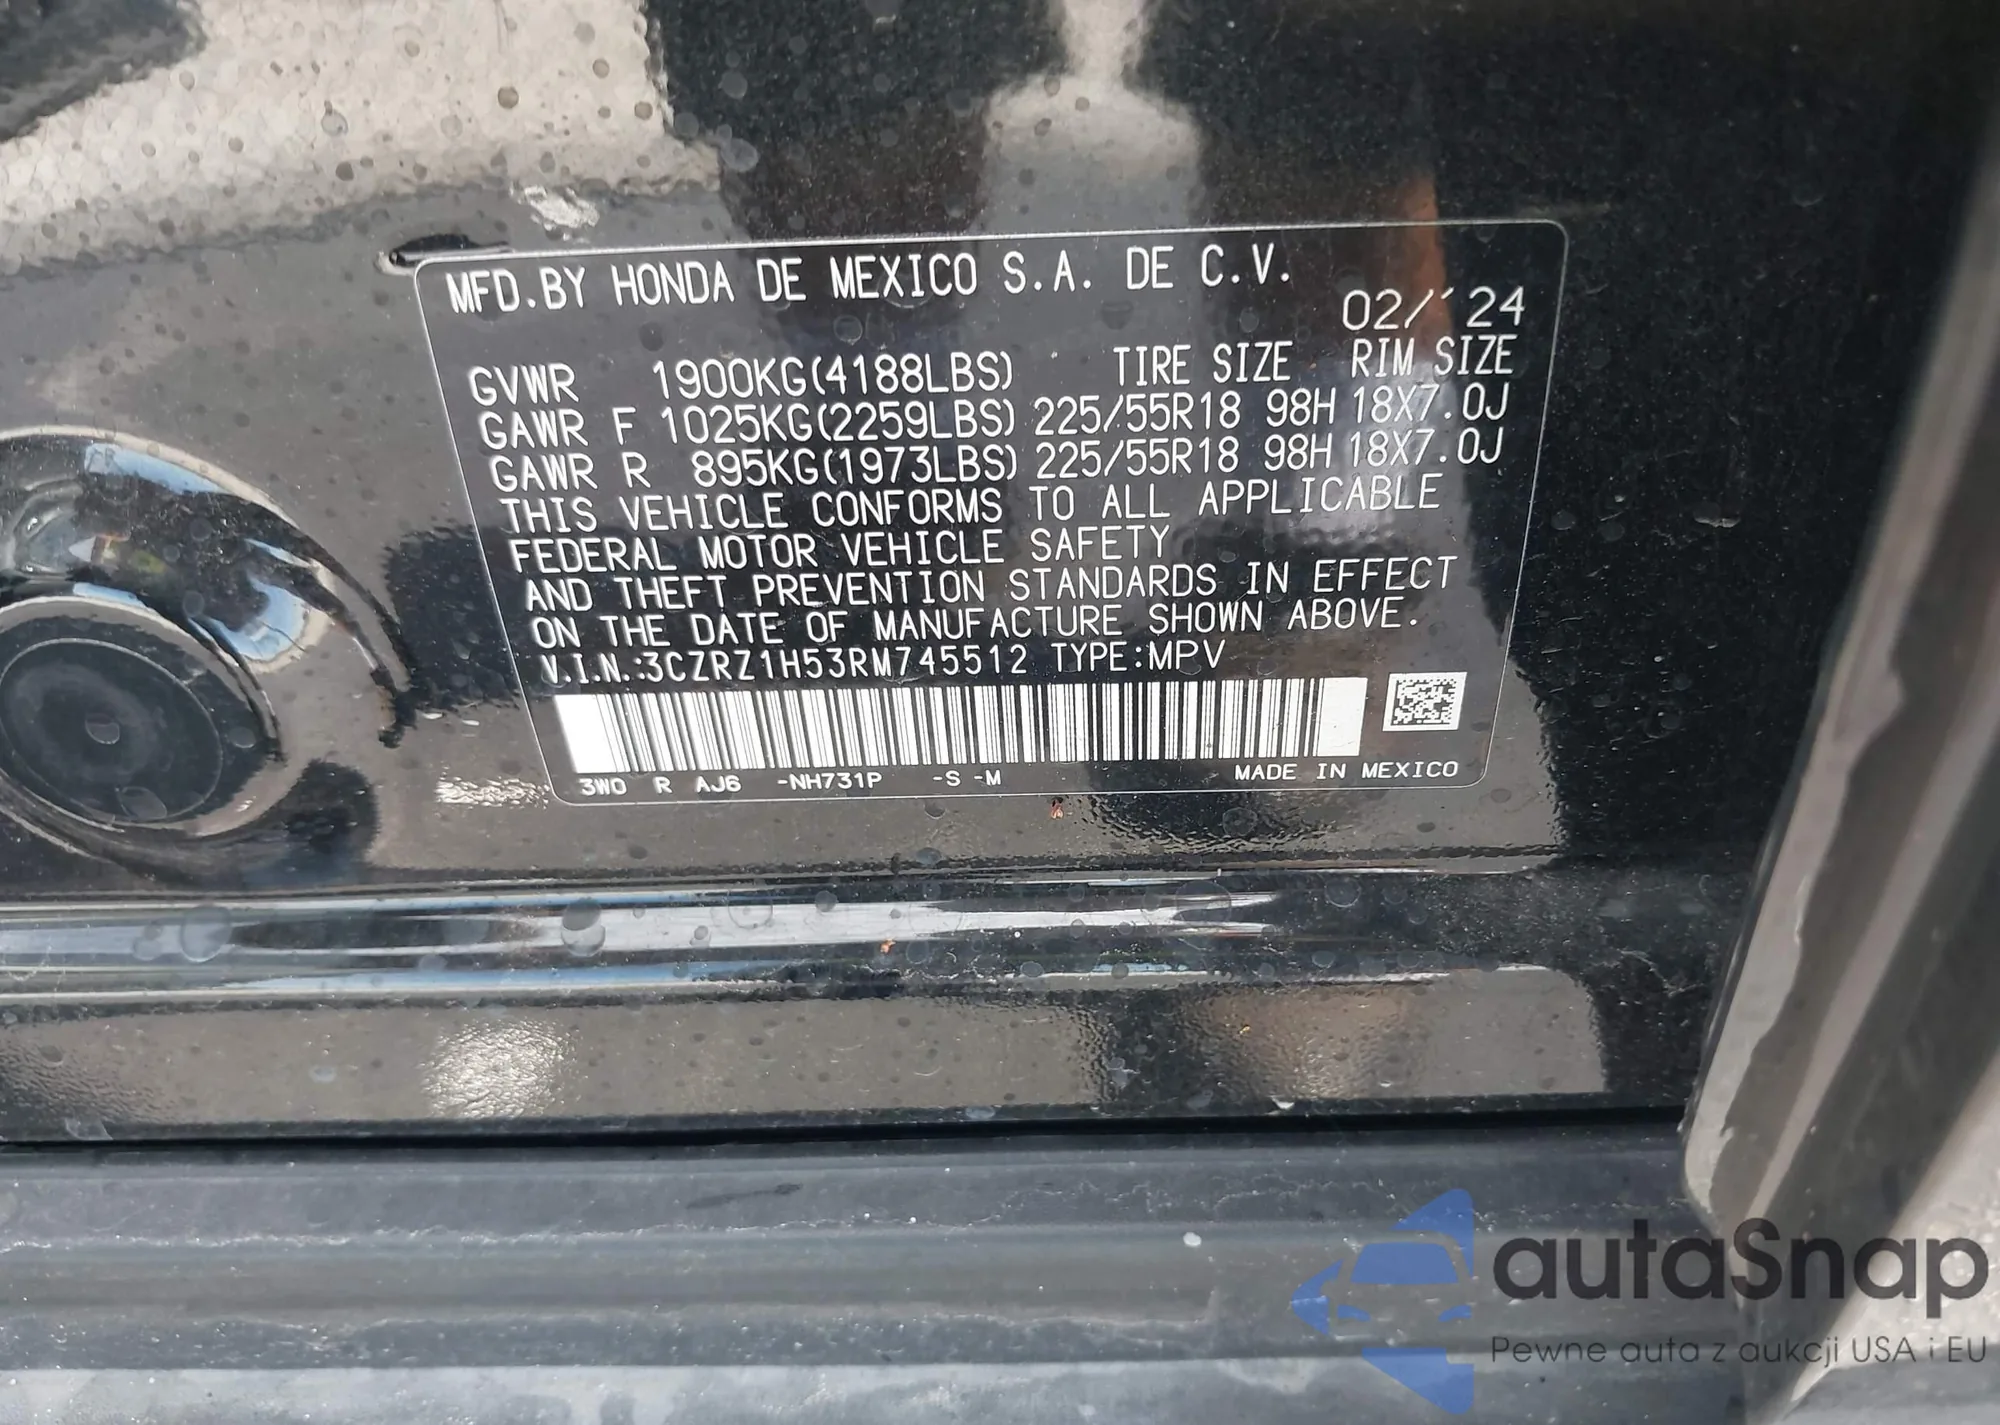 MFD.BY HONDA DE MEXICO S.A. DE C.V.
02/'24
GVWR 1900KG(4188LBS) TIRE SIZE RIM SIZE
GAWR F 1025KG(2259LBS) 225/55R18 98H 18X7.0J
GAWR R 895KG(1973LBS) 225/55R18 98H 18X7.0J
THIS VEHICLE CONFORMS TO ALL APPLICABLE
FEDERAL MOTOR VEHICLE SAFETY
AND THEFT PREVENTION STANDARDS IN EFFECT
ON THE DATE OF MANUFACTURE SHOWN ABOVE.
V.I.N.:3CZRZ1H53RM745512 TYPE:MPV
3W0 R AJ6 -NH731P -S -M MADE IN MEXICO
autaSnap
Pewne auta z aukcji USA i EU